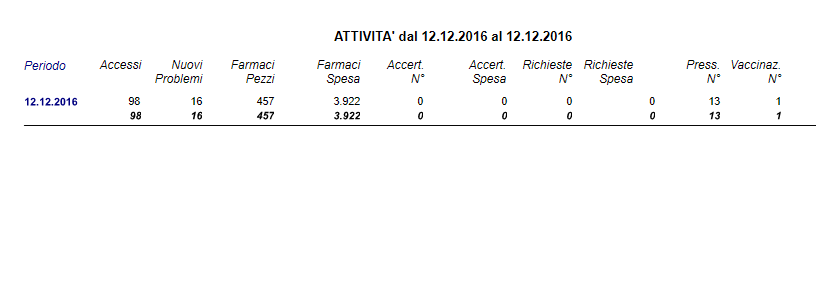 ATTIVITA' dal 12.12.2016 al 12.12.2016
Periodo Accessi Nuovi Farmaci Farmaci Accert. Accert. Richieste Richieste Press. Vaccinaz.
Problemi Pezzi Spesa N° Spesa N° Spesa N° N°
12.12.2016 98 16 457 3.922 0 0 0 0 13 1
98 16 457 3.922 0 0 0 0 13 1